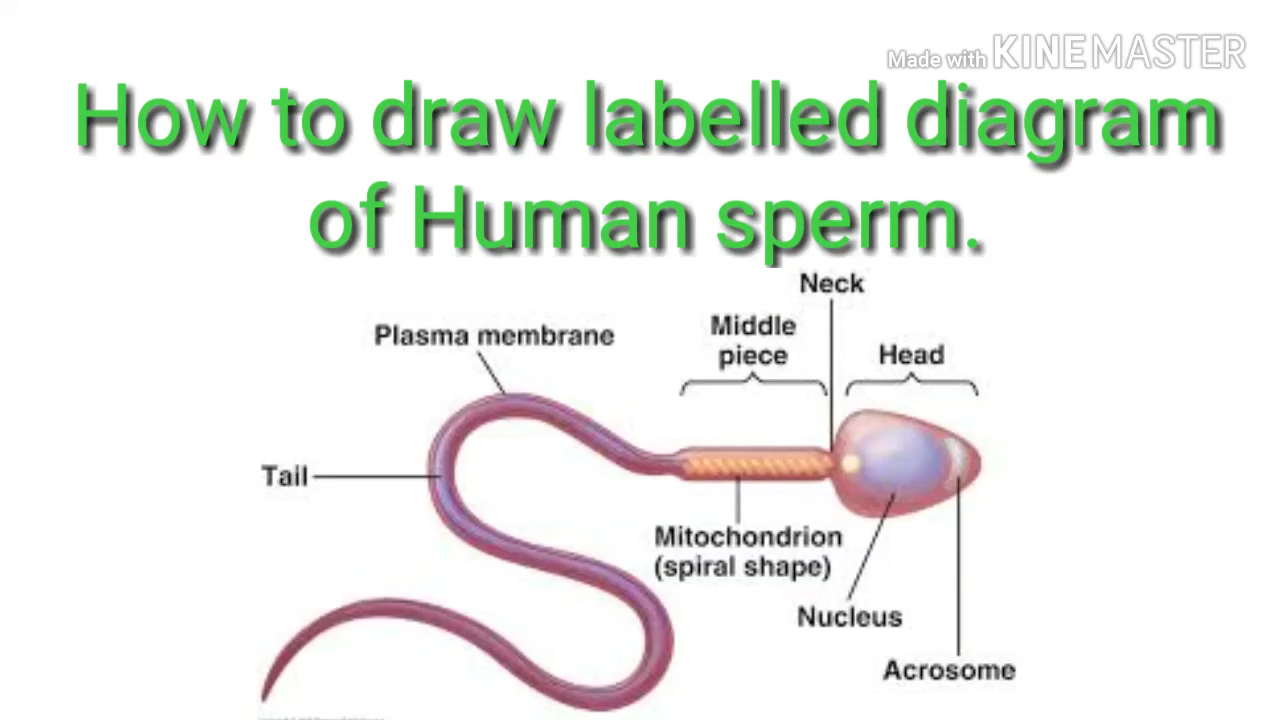 Made with KINEMASTER
How to draw labelled diagram
of Human sperm.
Neck
Middle
piece
Head
Plasma membrane
Tail
Mitochondrion
(spiral shape)
Nucleus
Acrosome